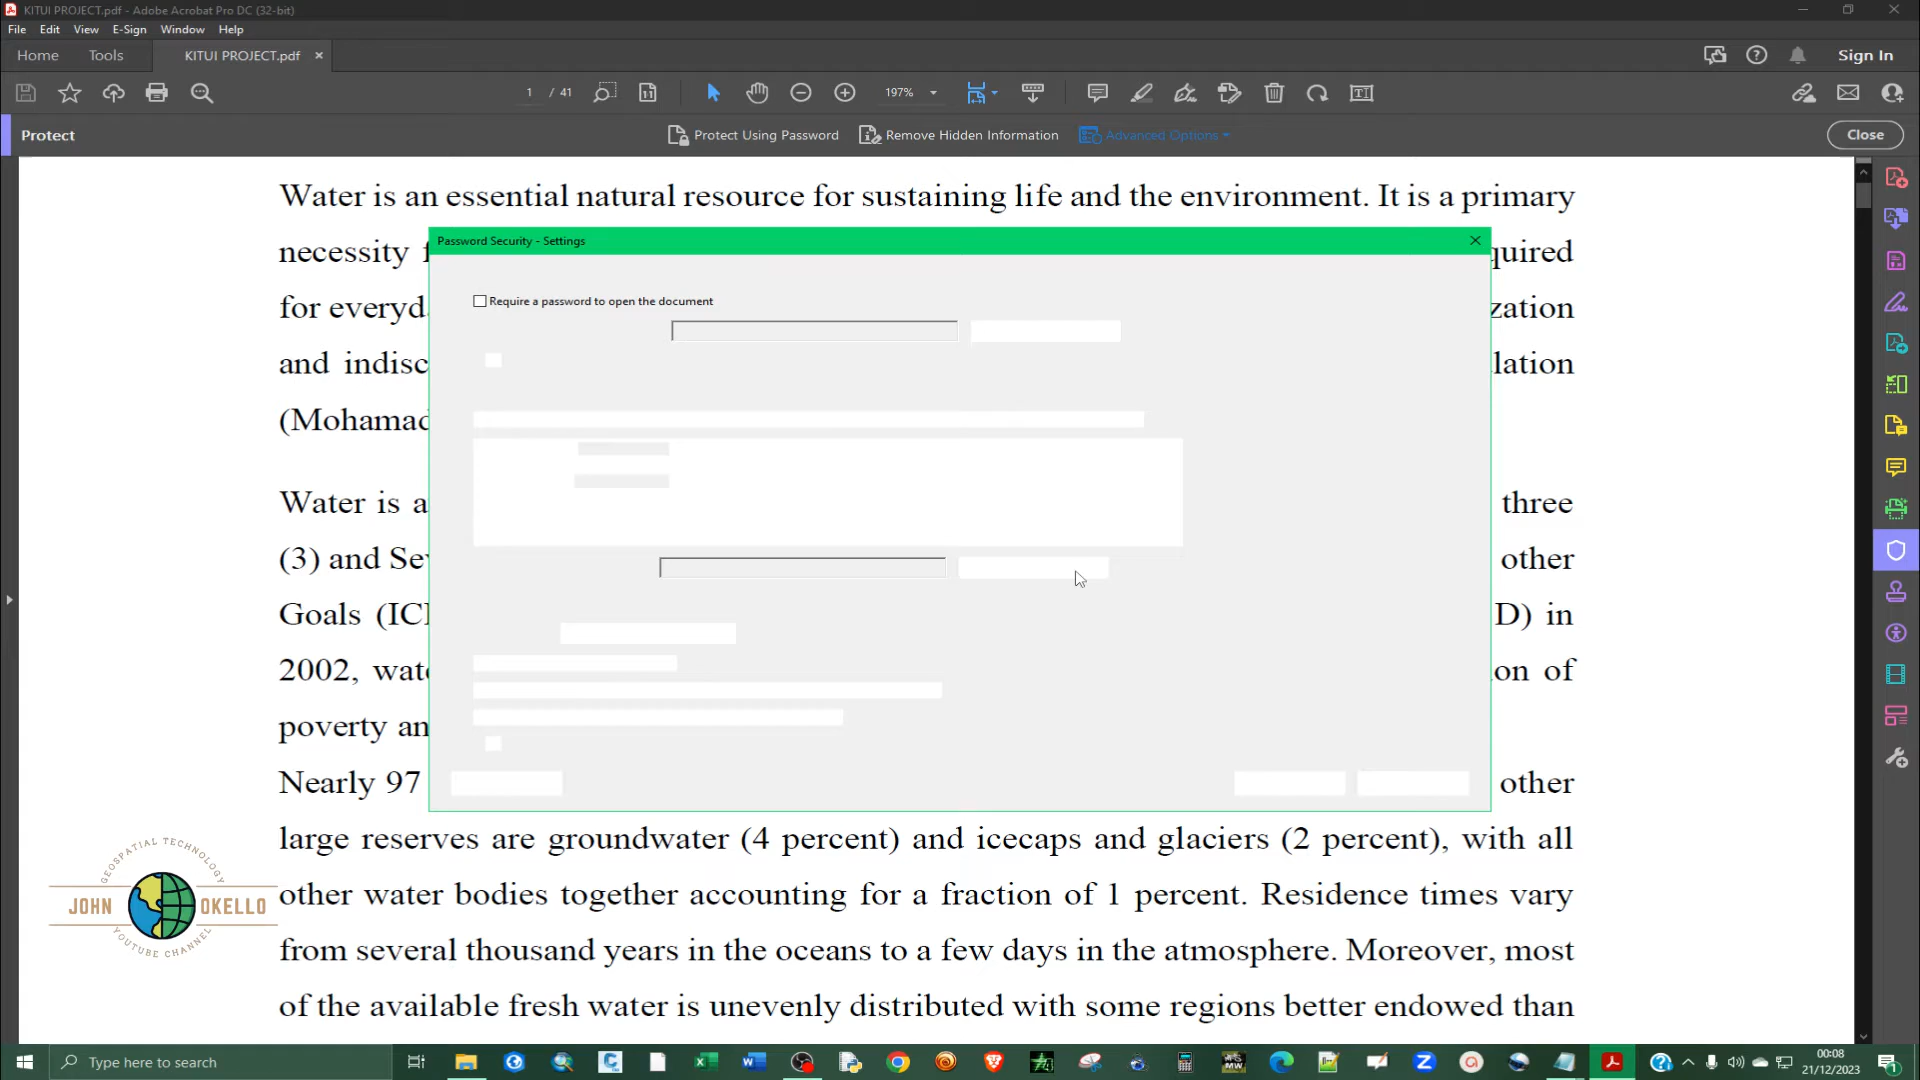 KITUI PROJECT.pdf - Adobe Acrobat Pro DC (32-bit)
File Edit View E-Sign Window Help
Home Tools KITUI PROJECT.pdf × Sign In
1 / 41 197%
Protect Protect Using Password Remove Hidden Information Advanced Options Close
Water is an essential natural resource for sustaining life and the environment. It is a primary
necessity quired
Password Security - Settings
Require a password to open the document
for everyd zation
and indisc lation
(Mohamad
Water is a three
(3) and Se other
Goals (ICI D) in
2002, wat on of
poverty an
Nearly 97 other
large reserves are groundwater (4 percent) and icecaps and glaciers (2 percent), with all
other water bodies together accounting for a fraction of 1 percent. Residence times vary
from several thousand years in the oceans to a few days in the atmosphere. Moreover, most
of the available fresh water is unevenly distributed with some regions better endowed than
GEOSPATIAL TECHNOLOGY
JOHN OKELLO
YOUTUBE CHANNEL
Type here to search
00:08
21/12/2023